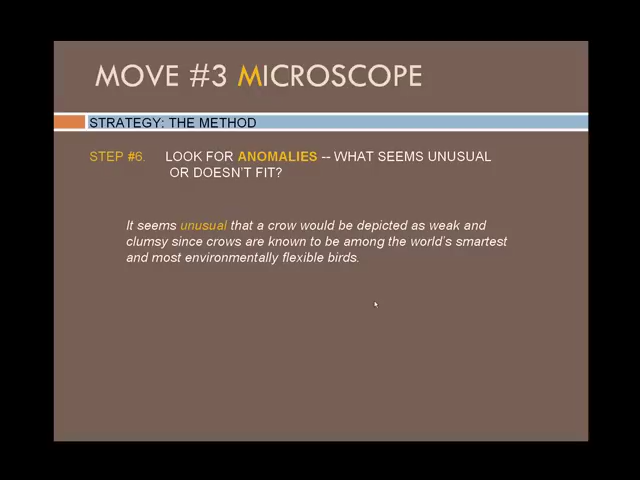 MOVE #3 MICROSCOPE
STRATEGY: THE METHOD
STEP #6. LOOK FOR ANOMALIES -- WHAT SEEMS UNUSUAL
OR DOESN'T FIT?
It seems unusual that a crow would be depicted as weak and
clumsy since crows are known to be among the world's smartest
and most environmentally flexible birds.